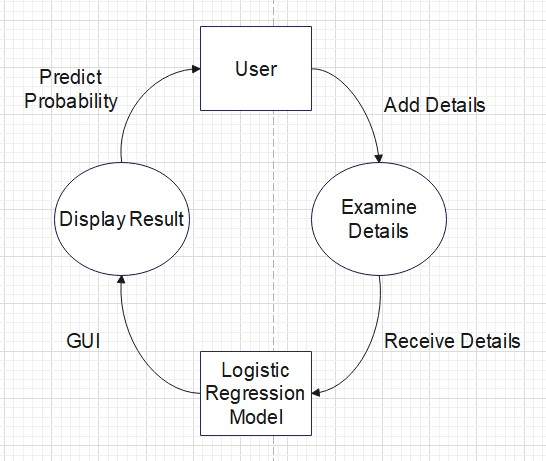 User
Predict
Probability
Add Details
Display Result
Examine
Details
GUI
Receive Details
Logistic
Regression
Model